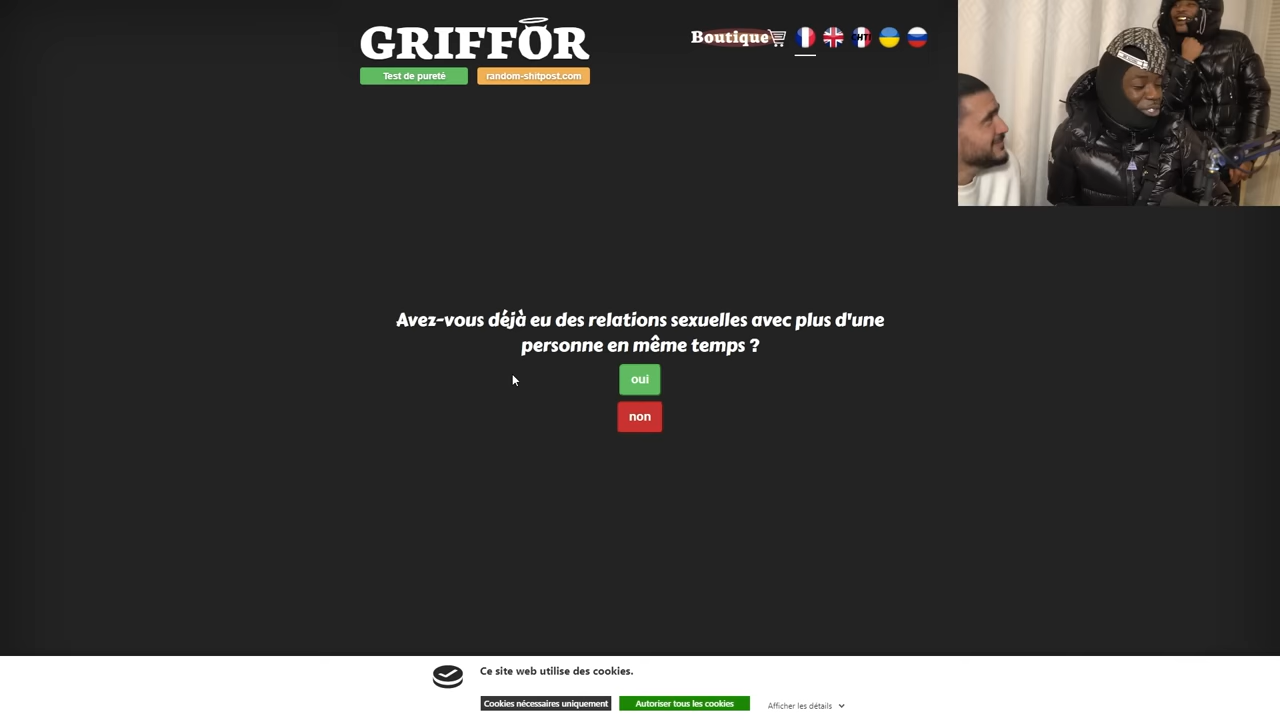 GRIFFOR
Boutique
CHTI
Test de pureté
random-shitpost.com
Avez-vous déjà eu des relations sexuelles avec plus d'une
personne en même temps ?
oui
non
Ce site web utilise des cookies.
Cookies nécessaires uniquement
Autoriser tous les cookies
Afficher les détails